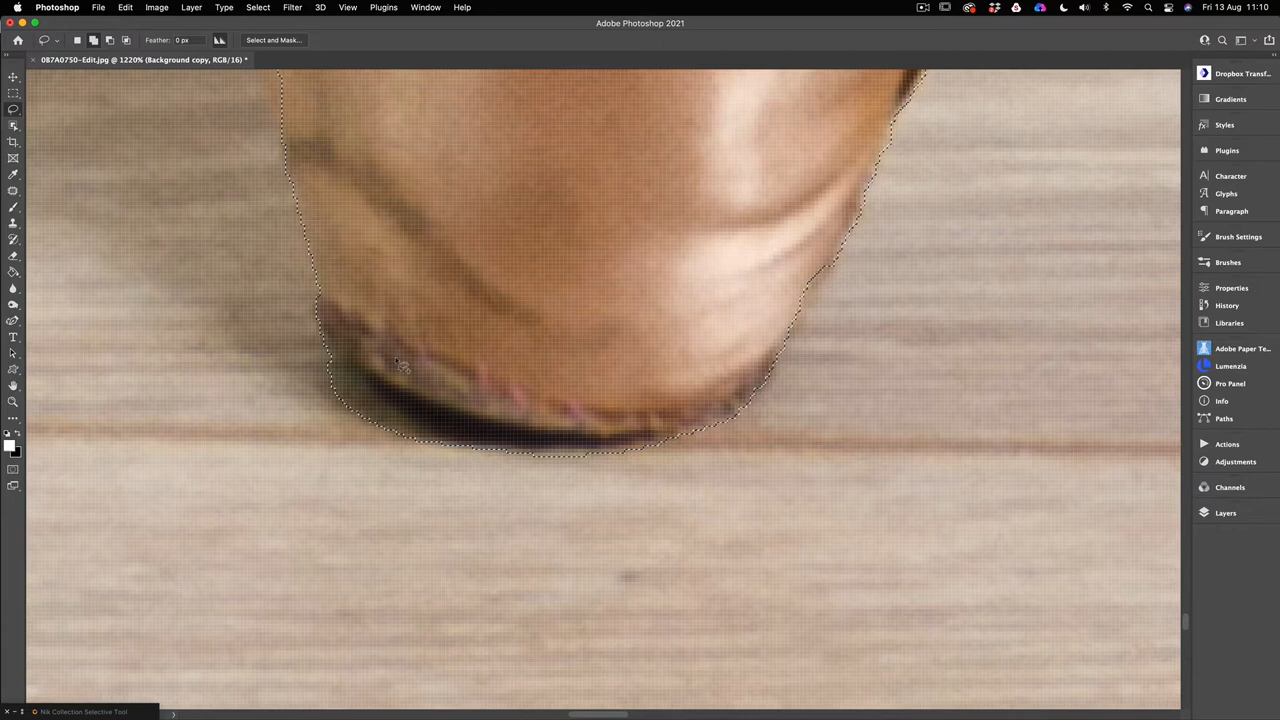 Photoshop File Edit Image Layer Type Select Filter 3D View Plugins Window Help Fri 13 Aug 11:10
Adobe Photoshop 2021
Feather: 0 px Select and Mask...
0B7A0750-Edit.jpg @ 1220% (Background copy, RGB/16) *
Dropbox Transf...
Gradients
Styles
Plugins
Character
Glyphs
Paragraph
Brush Settings
Brushes
Properties
History
Libraries
Adobe Paper Te...
Lumenzia
Pro Panel
Info
Paths
Actions
Adjustments
Channels
Layers
Nik Collection Selective Tool